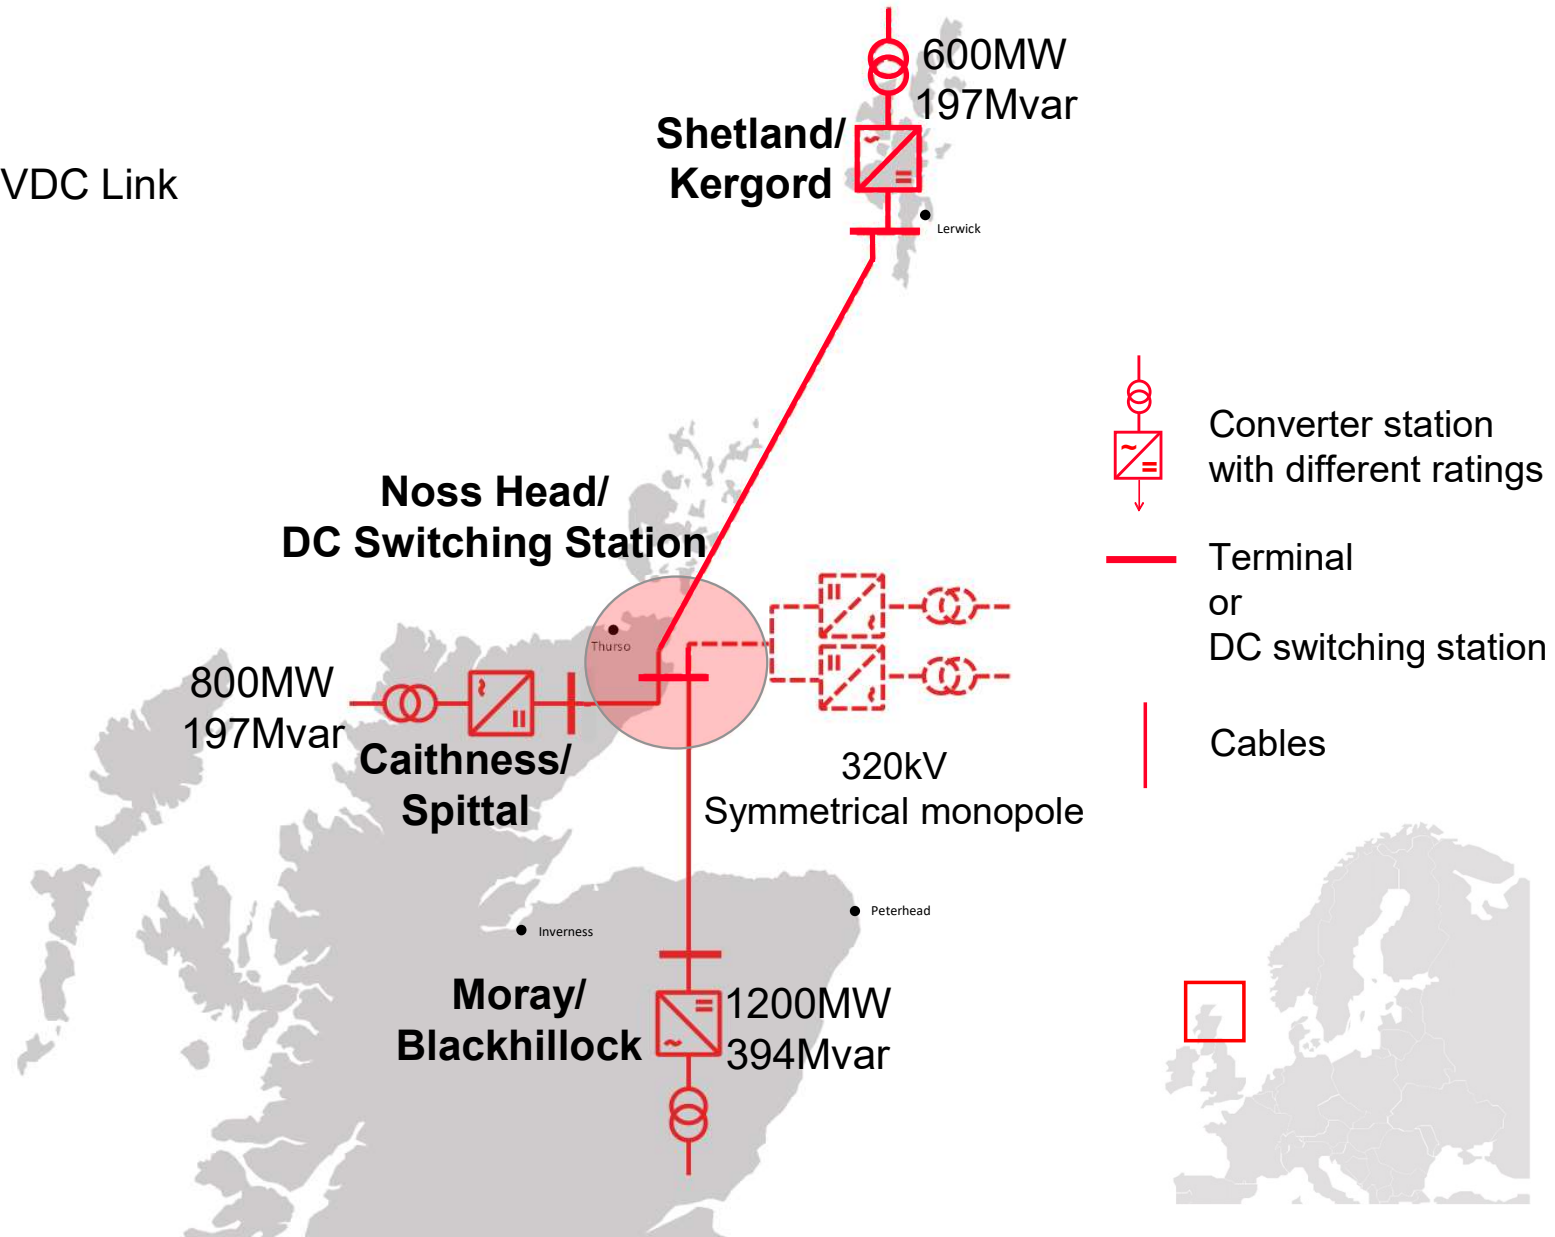 600MW
197Mvar
Shetland/
Kergord
VDC Link
Lerwick
Converter station
with different ratings
Noss Head/
DC Switching Station
Terminal
or
DC switching station
Thurso
800MW
197Mvar
Caithness/
Spittal
Cables
320kV
Symmetrical monopole
Peterhead
Inverness
Moray/
Blackhillock
1200MW
394Mvar